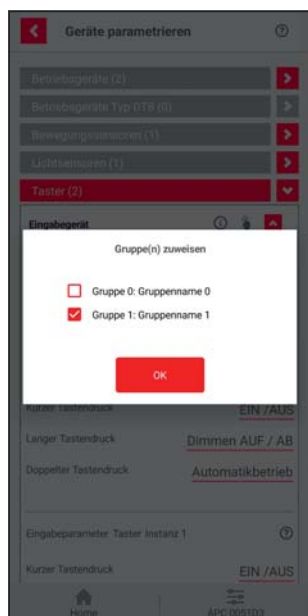 Geräte parametrieren
Betriebsgeräte (2)
Betriebsgeräte Typ DT8 (0)
Bewegungssensoren (1)
Lichtsensoren (1)
Taster (2)
Eingabegerät
Gruppe(n) zuweisen
Gruppe 0: Gruppenname 0
Gruppe 1: Gruppenname 1
OK
Kurzer Tastendruck EIN /AUS
Langer Tastendruck Dimmen AUF / AB
Doppelter Tastendruck Automatikbetrieb
Eingabeparameter Taster Instanz 1
Kurzer Tastendruck EIN /AUS
Home